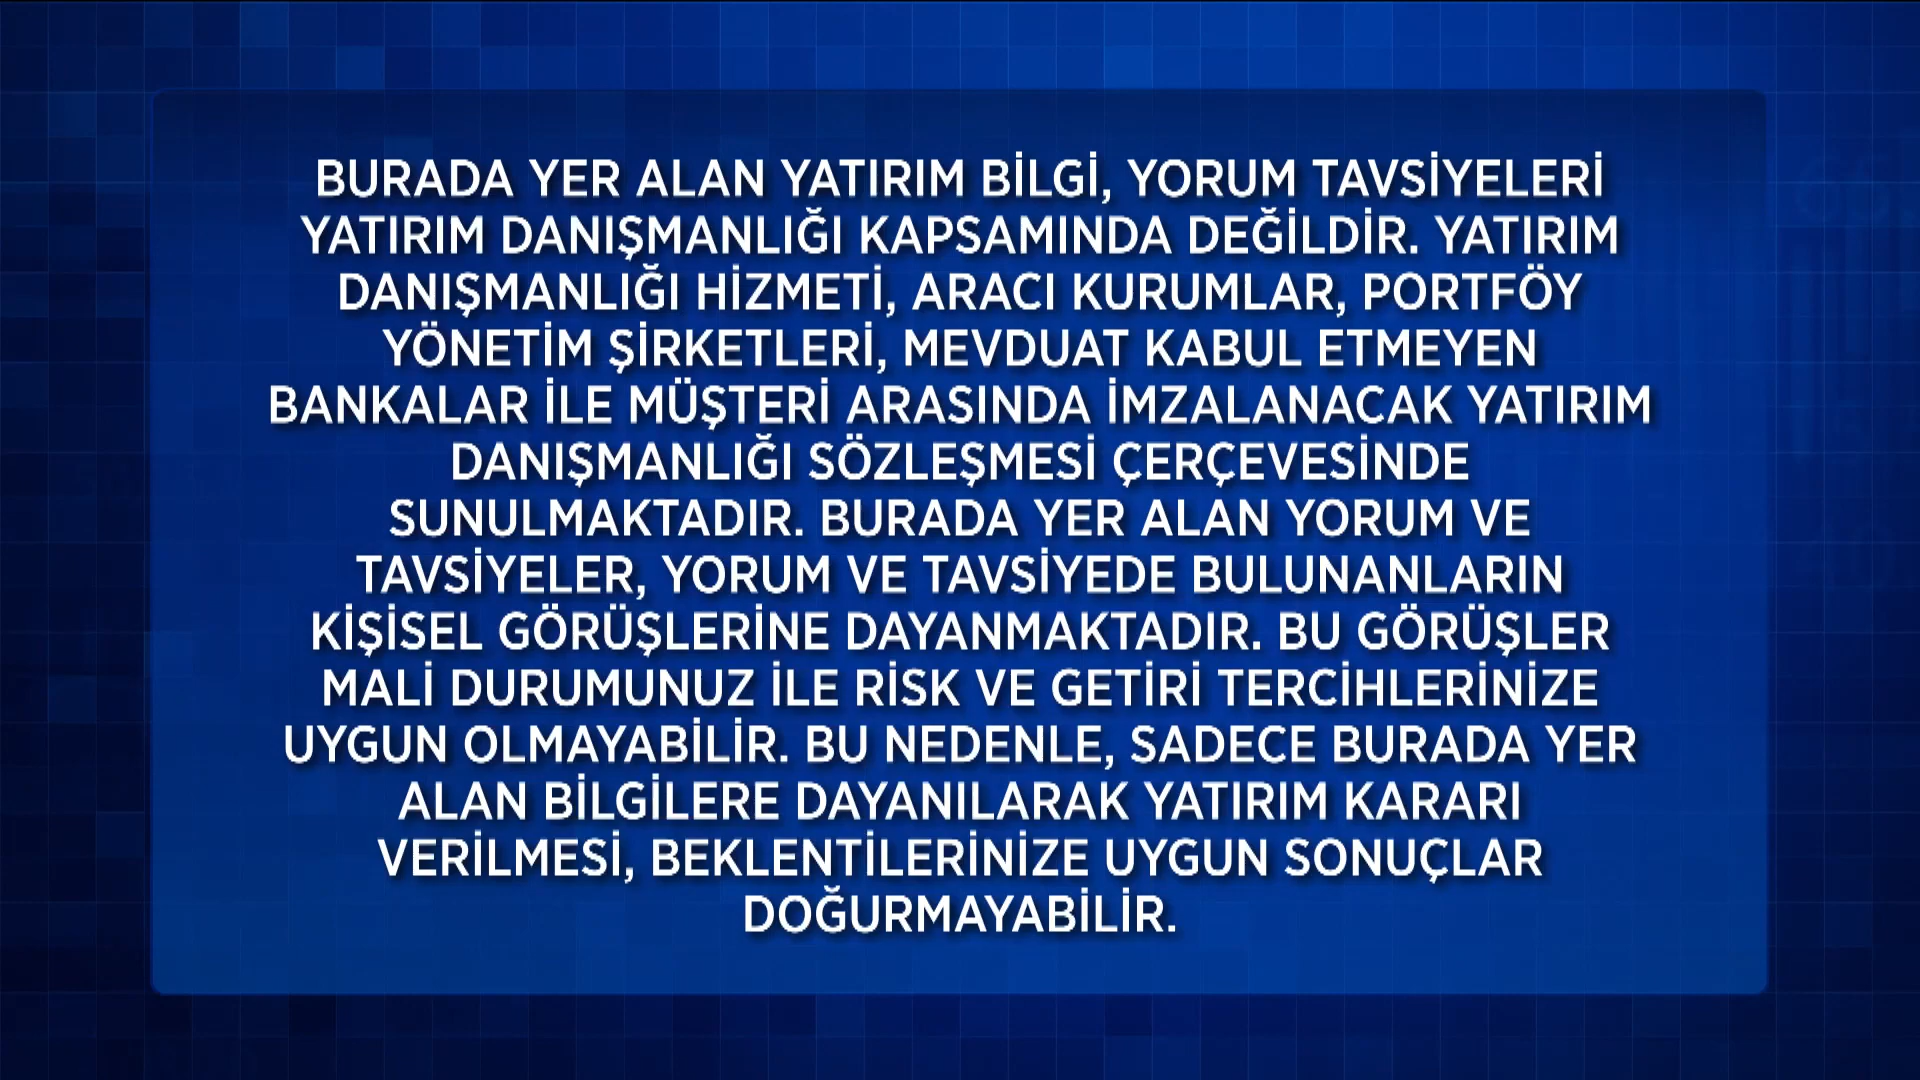 BURADA YER ALAN YATIRIM BİLGİ, YORUM TAVSİYELERİ
YATIRIM DANIŞMANLIĞI KAPSAMINDA DEĞİLDİR. YATIRIM
DANIŞMANLIĞI HİZMETİ, ARACI KURUMLAR, PORTFÖY
YÖNETİM ŞİRKETLERİ, MEVDUAT KABUL ETMEYEN
BANKALAR İLE MÜŞTERİ ARASINDA İMZALANACAK YATIRIM
DANIŞMANLIĞI SÖZLEŞMESİ ÇERÇEVESİNDE
SUNULMAKTADIR. BURADA YER ALAN YORUM VE
TAVSİYELER, YORUM VE TAVSİYEDE BULUNANLARIN
KİŞİSEL GÖRÜŞLERİNE DAYANMAKTADIR. BU GÖRÜŞLER
MALİ DURUMUNUZ İLE RİSK VE GETİRİ TERCİHLERİNİZE
UYGUN OLMAYABİLİR. BU NEDENLE, SADECE BURADA YER
ALAN BİLGİLERE DAYANILARAK YATIRIM KARARI
VERİLMESİ, BEKLENTİLERİNİZE UYGUN SONUÇLAR
DOĞURMAYABİLİR.